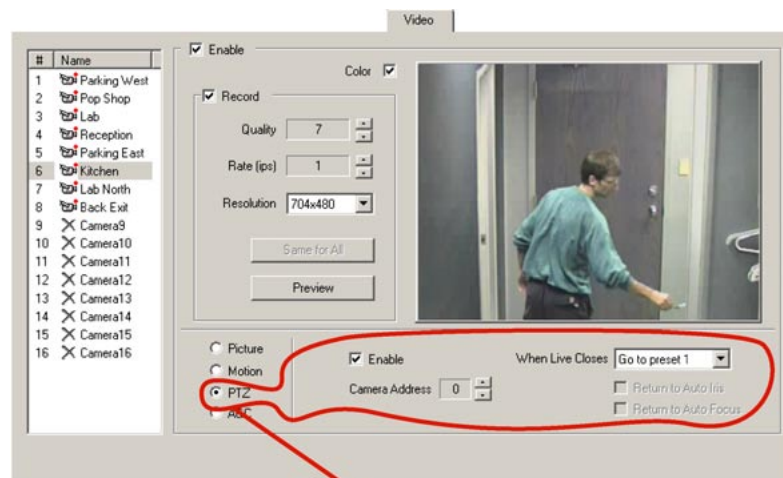 Video
# Name
1 Parking West
2 Pop Shop
3 Lab
4 Reception
5 Parking East
6 Kitchen
7 Lab North
8 Back Exit
9 Camera9
10 Camera10
11 Camera11
12 Camera12
13 Camera13
14 Camera14
15 Camera15
16 Camera16
Enable
Color
Record
Quality 7
Rate (ips) 1
Resolution 704x480
Same for All
Preview
Picture
Motion
PTZ
AGC
Enable
Camera Address 0
When Live Closes Go to preset 1
Return to Auto Iris
Return to Auto Focus